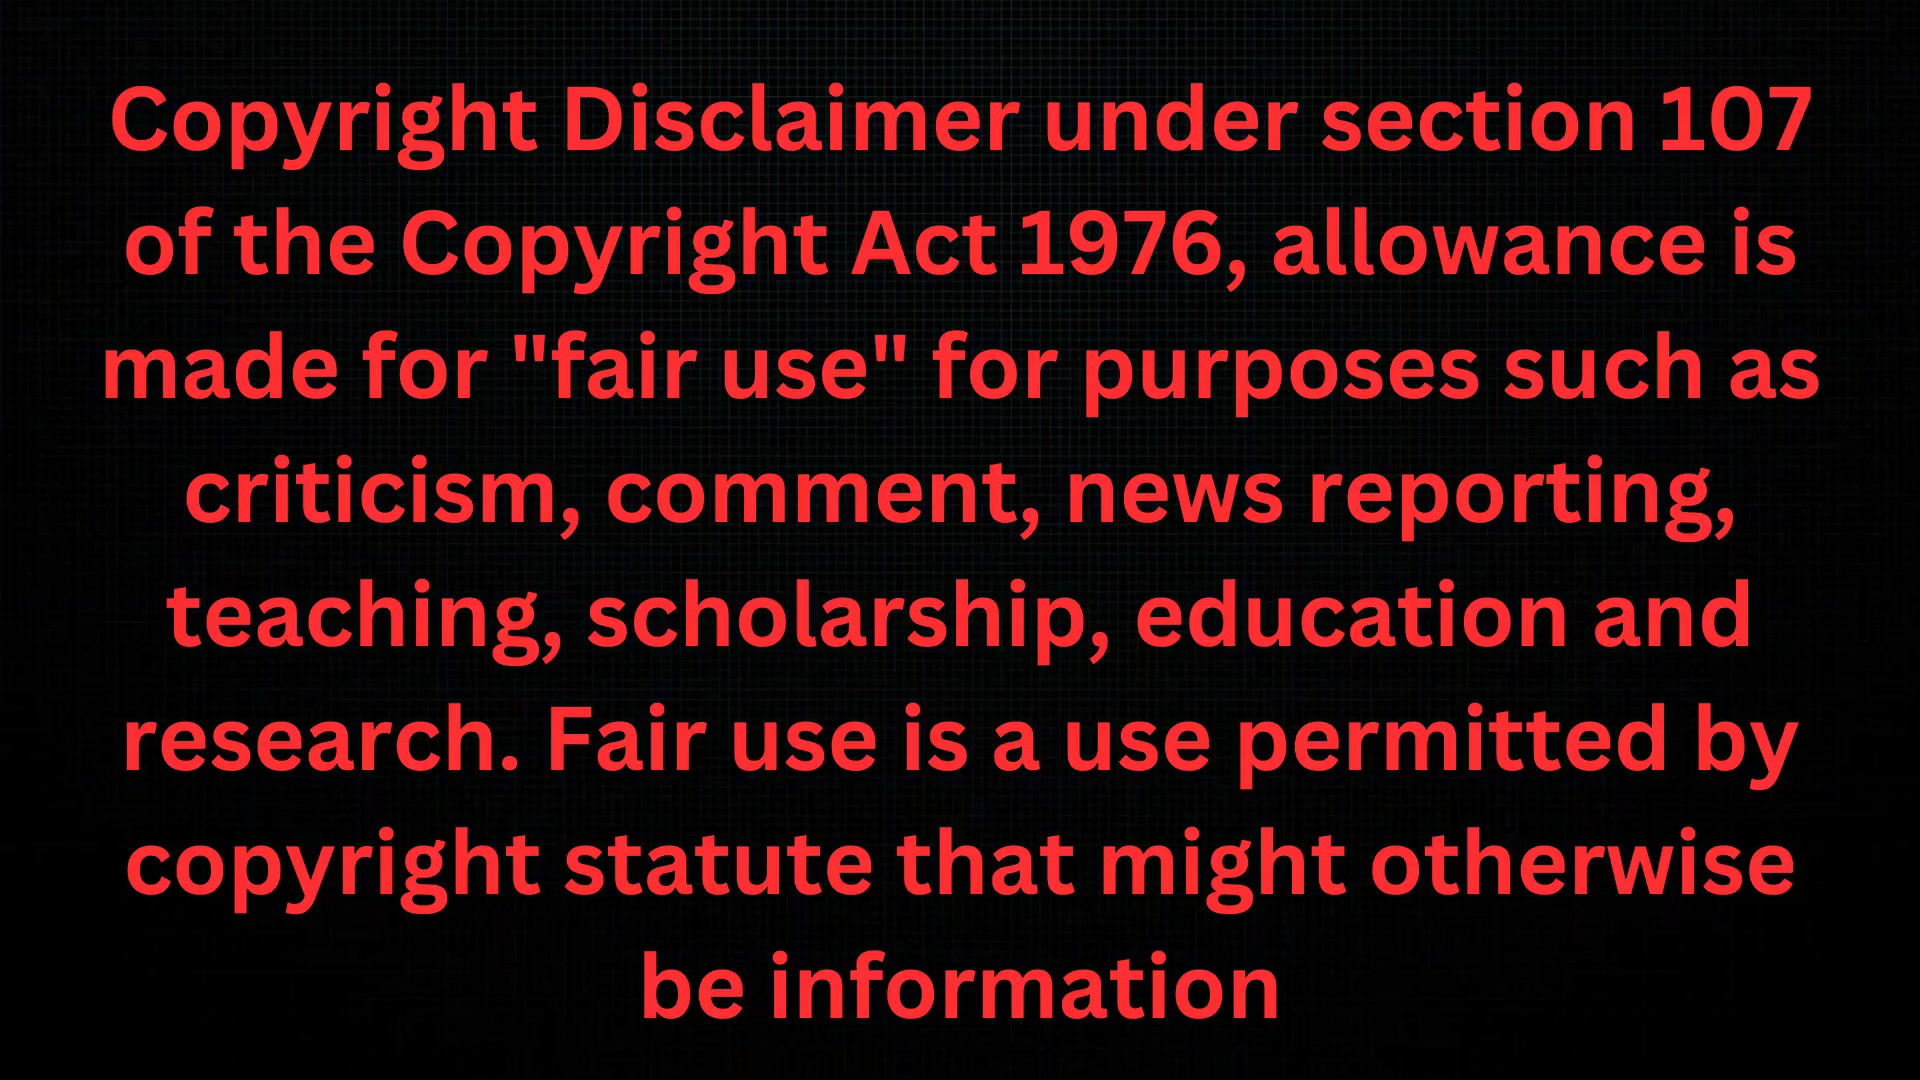 Copyright Disclaimer under section 107
of the Copyright Act 1976, allowance is
made for "fair use" for purposes such as
criticism, comment, news reporting,
teaching, scholarship, education and
research. Fair use is a use permitted by
copyright statute that might otherwise
be information